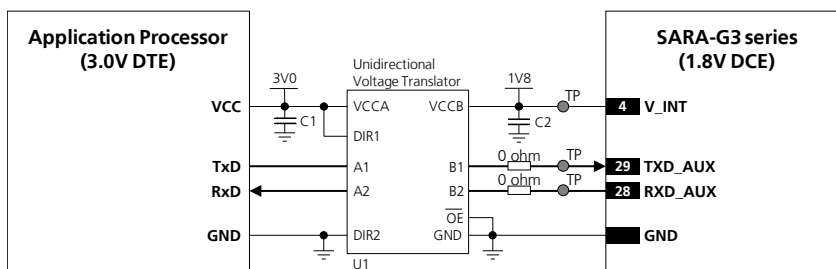 Application Processor
(3.0V DTE)
SARA-G3 series
(1.8V DCE)
Unidirectional
Voltage Translator
3V0
1V8
VCC
VCCA
VCCB
TP
4
V_INT
C1
C2
DIR1
0 ohm
TP
TxD
A1
B1
29
TXD_AUX
0 ohm
TP
RxD
A2
B2
28
RXD_AUX
OE
GND
DIR2
GND
GND
U1